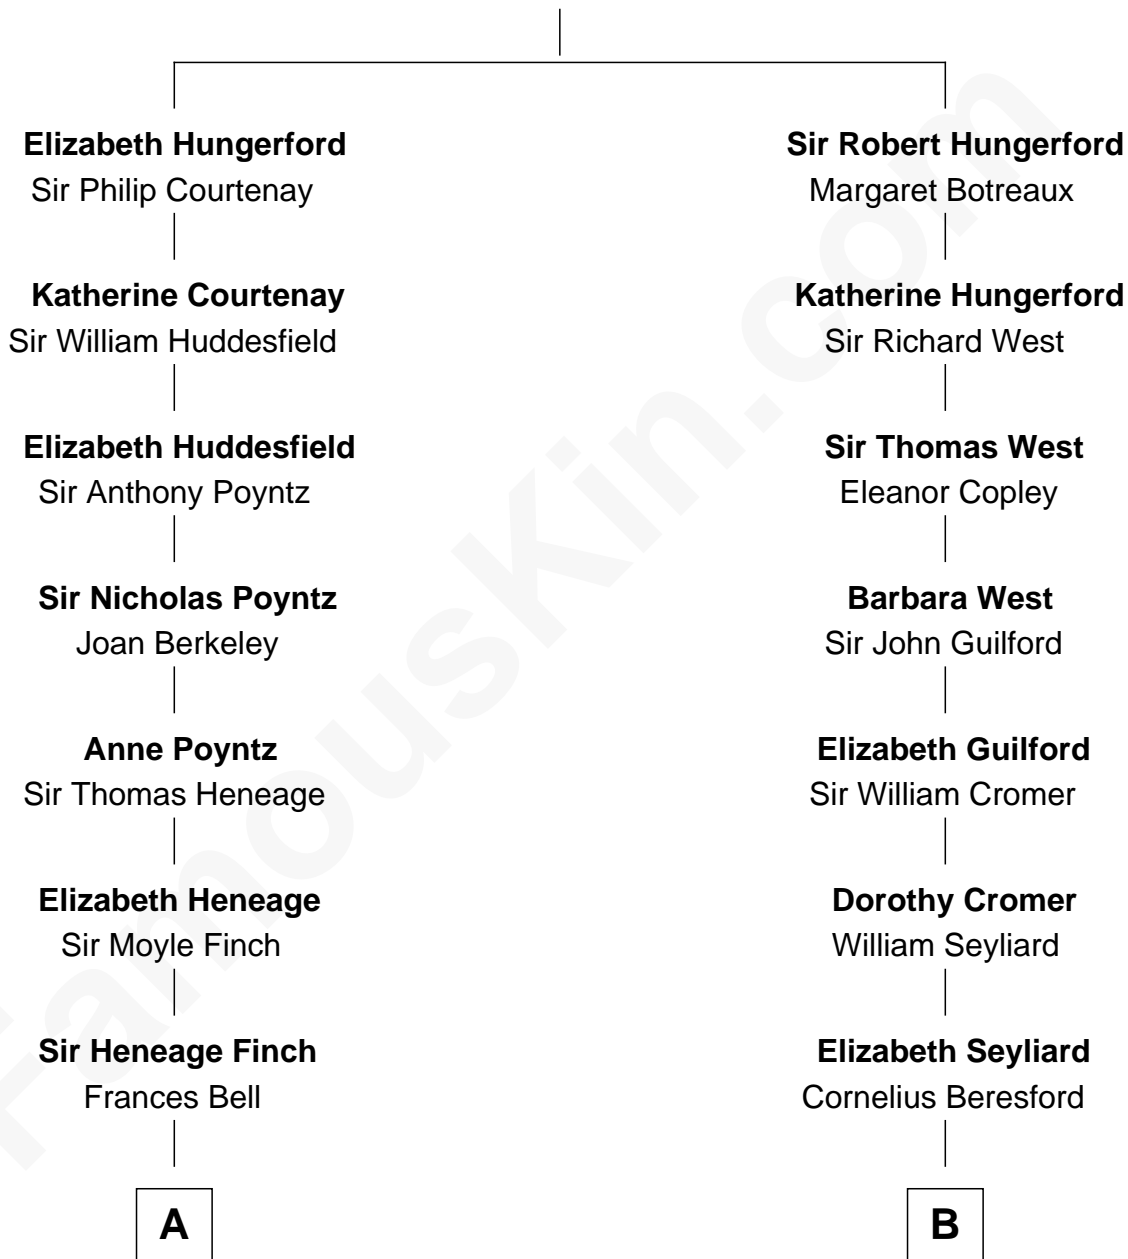 Elizabeth Hungerford
Sir Philip Courtenay
Katherine Courtenay
Sir William Huddesfield
Elizabeth Huddesfield
Sir Anthony Poyntz
Sir Nicholas Poyntz
Joan Berkeley
Anne Poyntz
Sir Thomas Heneage
Elizabeth Heneage
Sir Moyle Finch
Sir Heneage Finch
Frances Bell
A
Sir Robert Hungerford
Margaret Botreaux
Katherine Hungerford
Sir Richard West
Sir Thomas West
Eleanor Copley
Barbara West
Sir John Guilford
Elizabeth Guilford
Sir William Cromer
Dorothy Cromer
William Seyliard
Elizabeth Seyliard
Cornelius Beresford
B
FamousKin.com